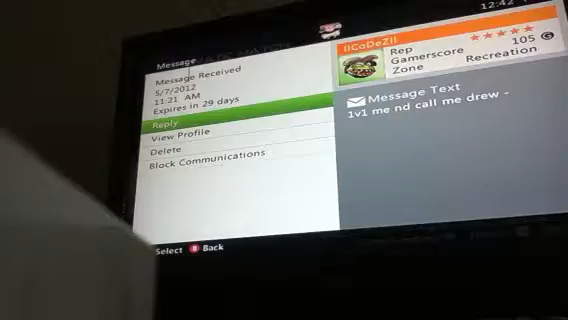 12:42
Message
Message Received
5/7/2012
11:21 AM
Expires in 29 days
Reply
View Profile
Delete
Block Communications
IICoDeZII
Rep
Gamerscore 105 G
Zone Recreation
Message Text
1v1 me nd call me drew -
Select B Back